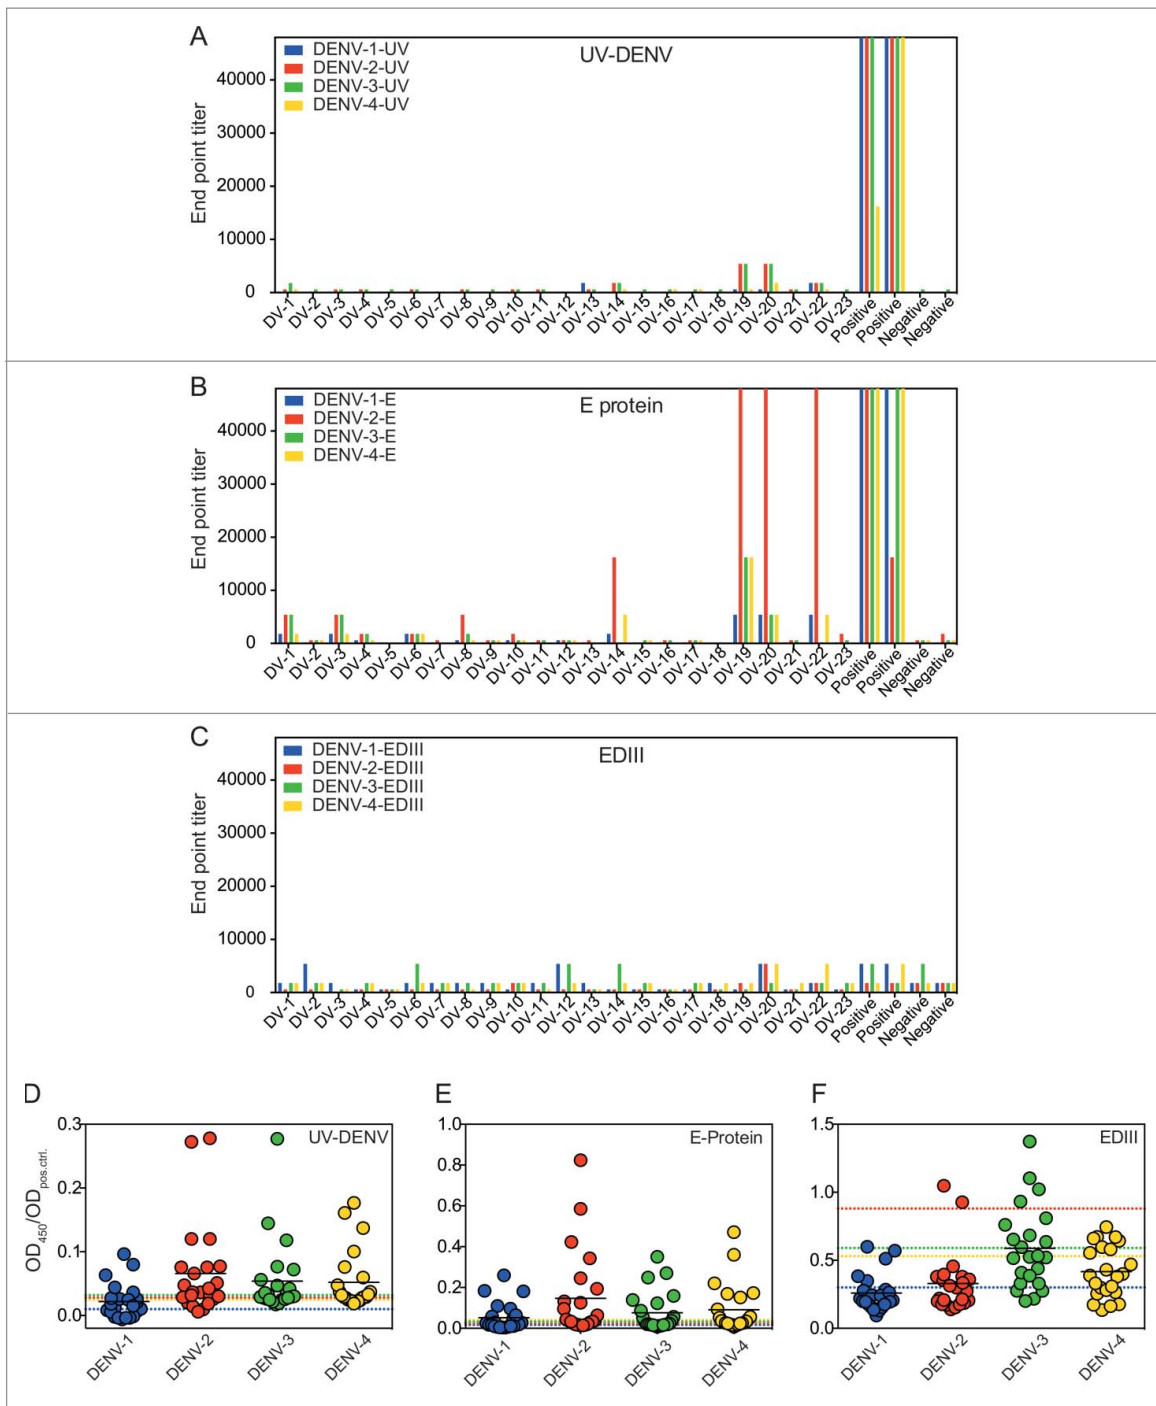 A
UV-DENV
DENV-1-UV
DENV-2-UV
DENV-3-UV
DENV-4-UV
End point titer
40000
30000
20000
10000
0
DV-1 DV-2 DV-3 DV-4 DV-5 DV-6 DV-7 DV-8 DV-9 DV-10 DV-11 DV-12 DV-13 DV-14 DV-15 DV-16 DV-17 DV-18 DV-19 DV-20 DV-21 DV-22 DV-23 Positive Positive Negative Negative
B
E protein
DENV-1-E
DENV-2-E
DENV-3-E
DENV-4-E
End point titer
40000
30000
20000
10000
0
DV-1 DV-2 DV-3 DV-4 DV-5 DV-6 DV-7 DV-8 DV-9 DV-10 DV-11 DV-12 DV-13 DV-14 DV-15 DV-16 DV-17 DV-18 DV-19 DV-20 DV-21 DV-22 DV-23 Positive Positive Negative Negative
C
EDIII
DENV-1-EDIII
DENV-2-EDIII
DENV-3-EDIII
DENV-4-EDIII
End point titer
40000
30000
20000
10000
0
DV-1 DV-2 DV-3 DV-4 DV-5 DV-6 DV-7 DV-8 DV-9 DV-10 DV-11 DV-12 DV-13 DV-14 DV-15 DV-16 DV-17 DV-18 DV-19 DV-20 DV-21 DV-22 DV-23 Positive Positive Negative Negative
D
UV-DENV
OD450/ODpos.ctrl.
0.3
0.2
0.1
0.0
DENV-1 DENV-2 DENV-3 DENV-4
E
E-Protein
1.0
0.8
0.6
0.4
0.2
0.0
DENV-1 DENV-2 DENV-3 DENV-4
F
EDIII
1.5
1.0
0.5
0.0
DENV-1 DENV-2 DENV-3 DENV-4